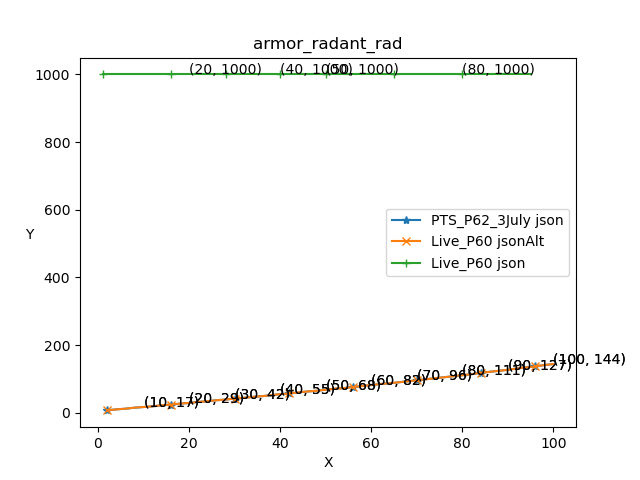 armor_radant_rad
1000
(20, 1000)
(40, 1000)
(50, 1000)
(80, 1000)
800
600
PTS_P62_3July json
Y
Live_P60 jsonAlt
Live_P60 json
400
200
(100, 144)
(90, 127)
(80, 111)
(70, 96)
(60, 82)
(50, 68)
(40, 55)
(30, 42)
(20, 29)
(10, 17)
0
0 20 40 60 80 100
X